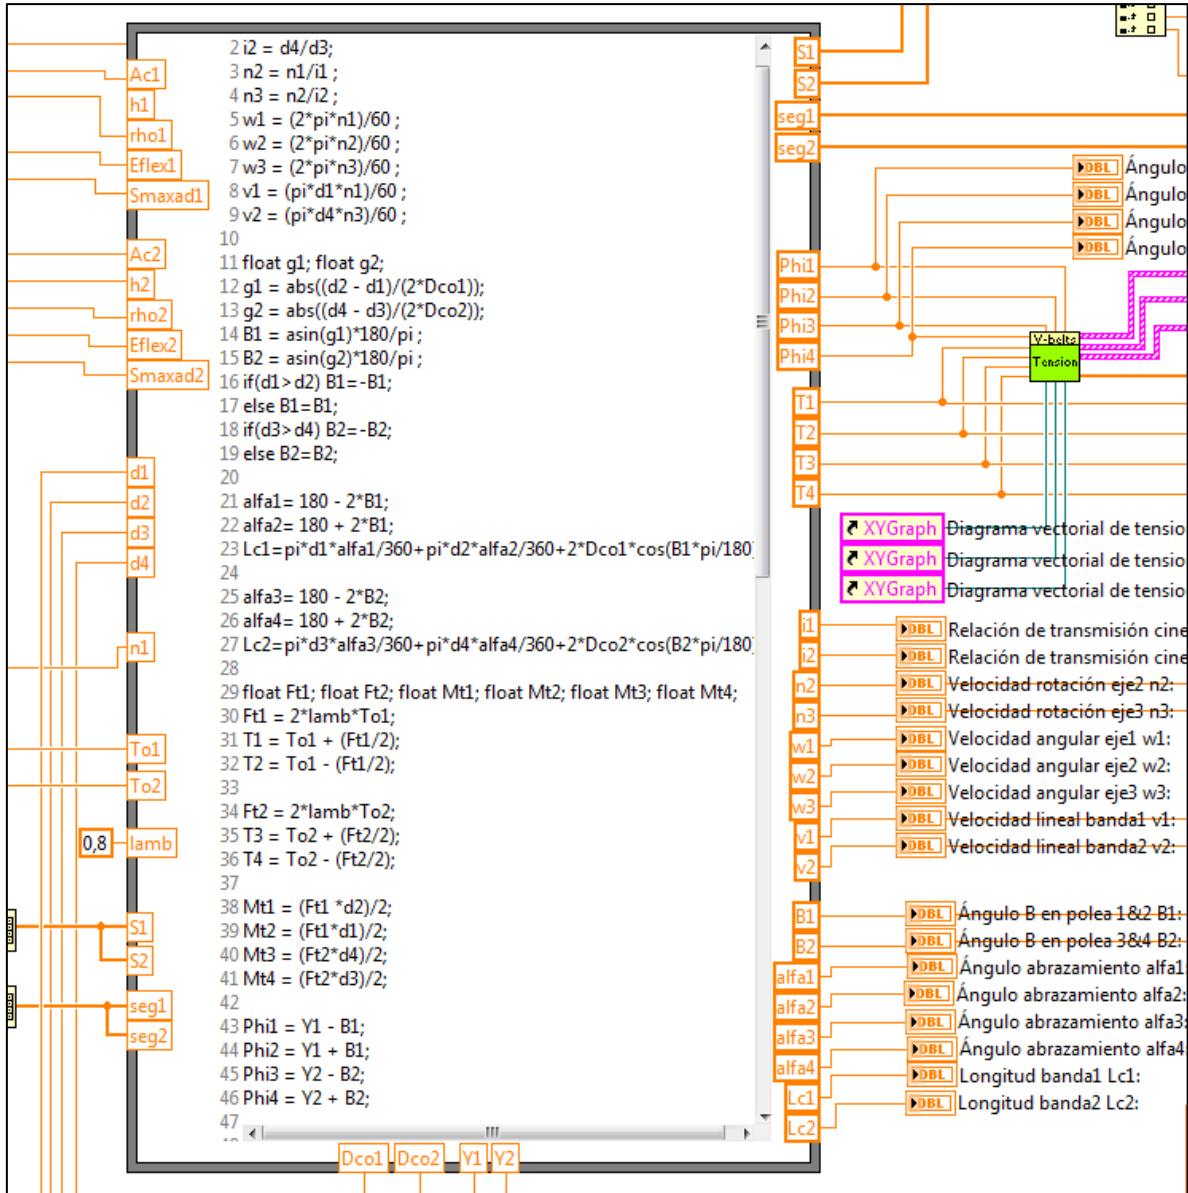 2 i2 = d4/d3;
3 n2 = n1/i1 ;
4 n3 = n2/i2 ;
5 w1 = (2*pi*n1)/60 ;
6 w2 = (2*pi*n2)/60 ;
7 w3 = (2*pi*n3)/60 ;
8 v1 = (pi*d1*n1)/60 ;
9 v2 = (pi*d4*n3)/60 ;
10
11 float g1; float g2;
12 g1 = abs((d2 - d1)/(2*Dco1));
13 g2 = abs((d4 - d3)/(2*Dco2));
14 B1 = asin(g1)*180/pi ;
15 B2 = asin(g2)*180/pi ;
16 if(d1>d2) B1=-B1;
17 else B1=B1;
18 if(d3>d4) B2=-B2;
19 else B2=B2;
20
21 alfa1= 180 - 2*B1;
22 alfa2= 180 + 2*B1;
23 Lc1=pi*d1*alfa1/360+pi*d2*alfa2/360+2*Dco1*cos(B1*pi/180)
24
25 alfa3= 180 - 2*B2;
26 alfa4= 180 + 2*B2;
27 Lc2=pi*d3*alfa3/360+pi*d4*alfa4/360+2*Dco2*cos(B2*pi/180)
28
29 float Ft1; float Ft2; float Mt1; float Mt2; float Mt3; float Mt4;
30 Ft1 = 2*lamb*To1;
31 T1 = To1 + (Ft1/2);
32 T2 = To1 - (Ft1/2);
33
34 Ft2 = 2*lamb*To2;
35 T3 = To2 + (Ft2/2);
36 T4 = To2 - (Ft2/2);
37
38 Mt1 = (Ft1 *d2)/2;
39 Mt2 = (Ft1*d1)/2;
40 Mt3 = (Ft2*d4)/2;
41 Mt4 = (Ft2*d3)/2;
42
43 Phi1 = Y1 - B1;
44 Phi2 = Y1 + B1;
45 Phi3 = Y2 - B2;
46 Phi4 = Y2 + B2;
47
Ac1
h1
rho1
Eflex1
Smaxad1
Ac2
h2
rho2
Eflex2
Smaxad2
d1
d2
d3
d4
n1
To1
To2
0,8 lamb
S1
S2
seg1
seg2
Dco1 Dco2 Y1 Y2
S1
S2
seg1
seg2
Phi1
Phi2
Phi3
Phi4
T1
T2
T3
T4
i1
i2
n2
n3
w1
w2
w3
v1
v2
B1
B2
alfa1
alfa2
alfa3
alfa4
Lc1
Lc2
DBL Ángulo
DBL Ángulo
DBL Ángulo
DBL Ángulo
V-belts
Tension
XYGraph Diagrama vectorial de tensio
XYGraph Diagrama vectorial de tensio
XYGraph Diagrama vectorial de tensio
DBL Relación de transmisión cine
DBL Relación de transmisión cine
DBL Velocidad rotación eje2 n2:
DBL Velocidad rotación eje3 n3:
DBL Velocidad angular eje1 w1:
DBL Velocidad angular eje2 w2:
DBL Velocidad angular eje3 w3:
DBL Velocidad lineal banda1 v1:
DBL Velocidad lineal banda2 v2:
DBL Ángulo B en polea 1&2 B1:
DBL Ángulo B en polea 3&4 B2:
DBL Ángulo abrazamiento alfa1:
DBL Ángulo abrazamiento alfa2:
DBL Ángulo abrazamiento alfa3:
DBL Ángulo abrazamiento alfa4
DBL Longitud banda1 Lc1:
DBL Longitud banda2 Lc2: